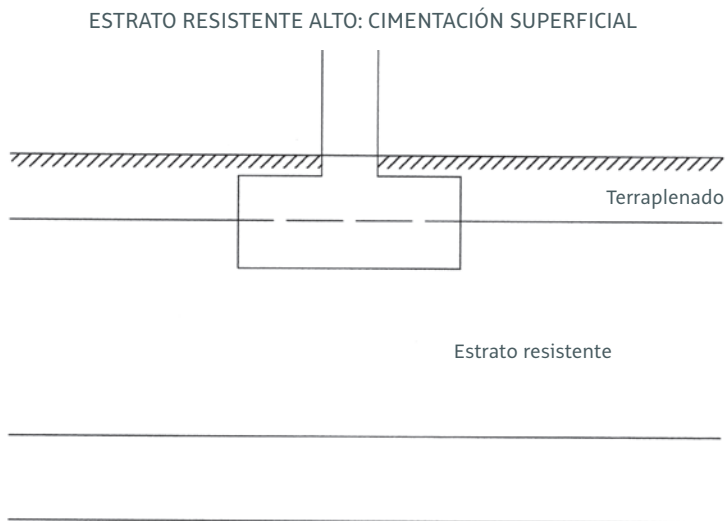 ESTRATO RESISTENTE ALTO: CIMENTACIÓN SUPERFICIAL
Terraplenado
Estrato resistente